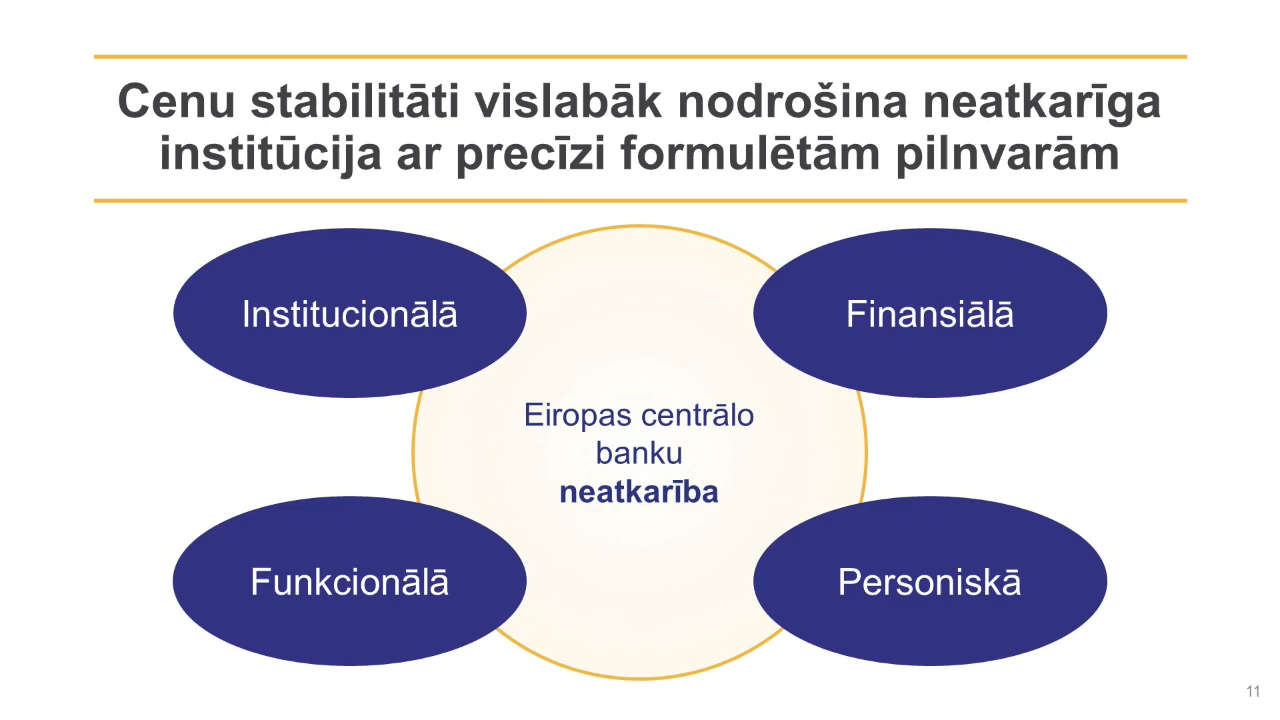 Cenu stabilitāti vislabāk nodrošina neatkarīga
institūcija ar precīzi formulētām pilnvarām
Institucionālā
Finansiālā
Eiropas centrālo
banku
neatkarība
Funkcionālā
Personiskā
11